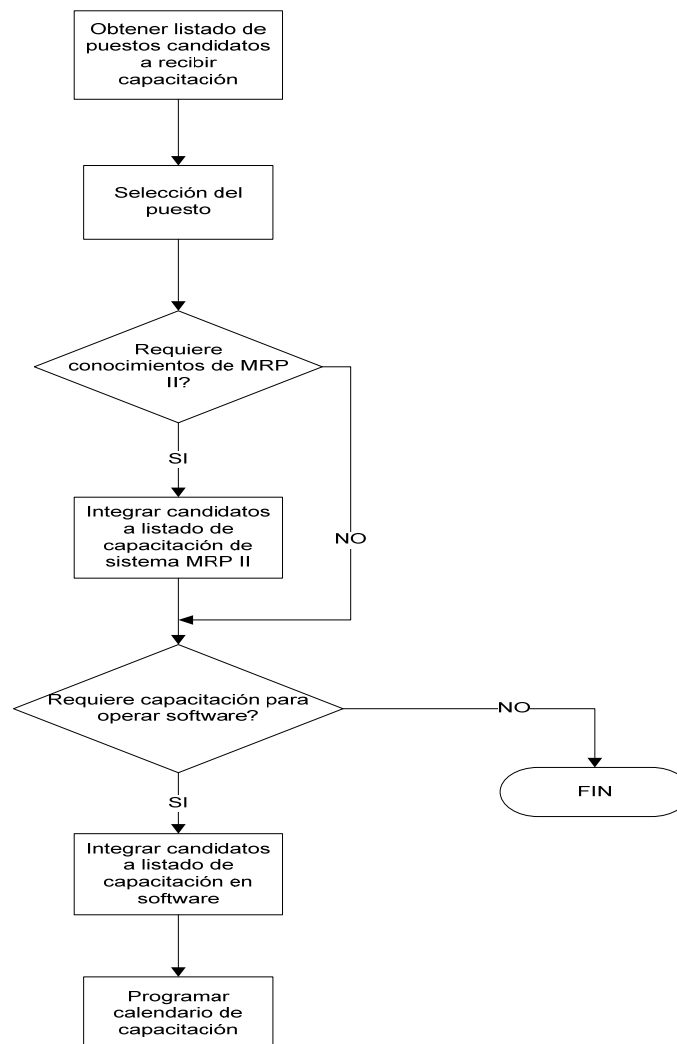 Obtener listado de
puestos candidatos
a recibir
capacitación
Selección del
puesto
Requiere
conocimientos de MRP
II?
SI
Integrar candidatos
a listado de
capacitación de
sistema MRP II
NO
Requiere capacitación para
operar software?
NO
FIN
SI
Integrar candidatos
a listado de
capacitación en
software
Programar
calendario de
capacitación